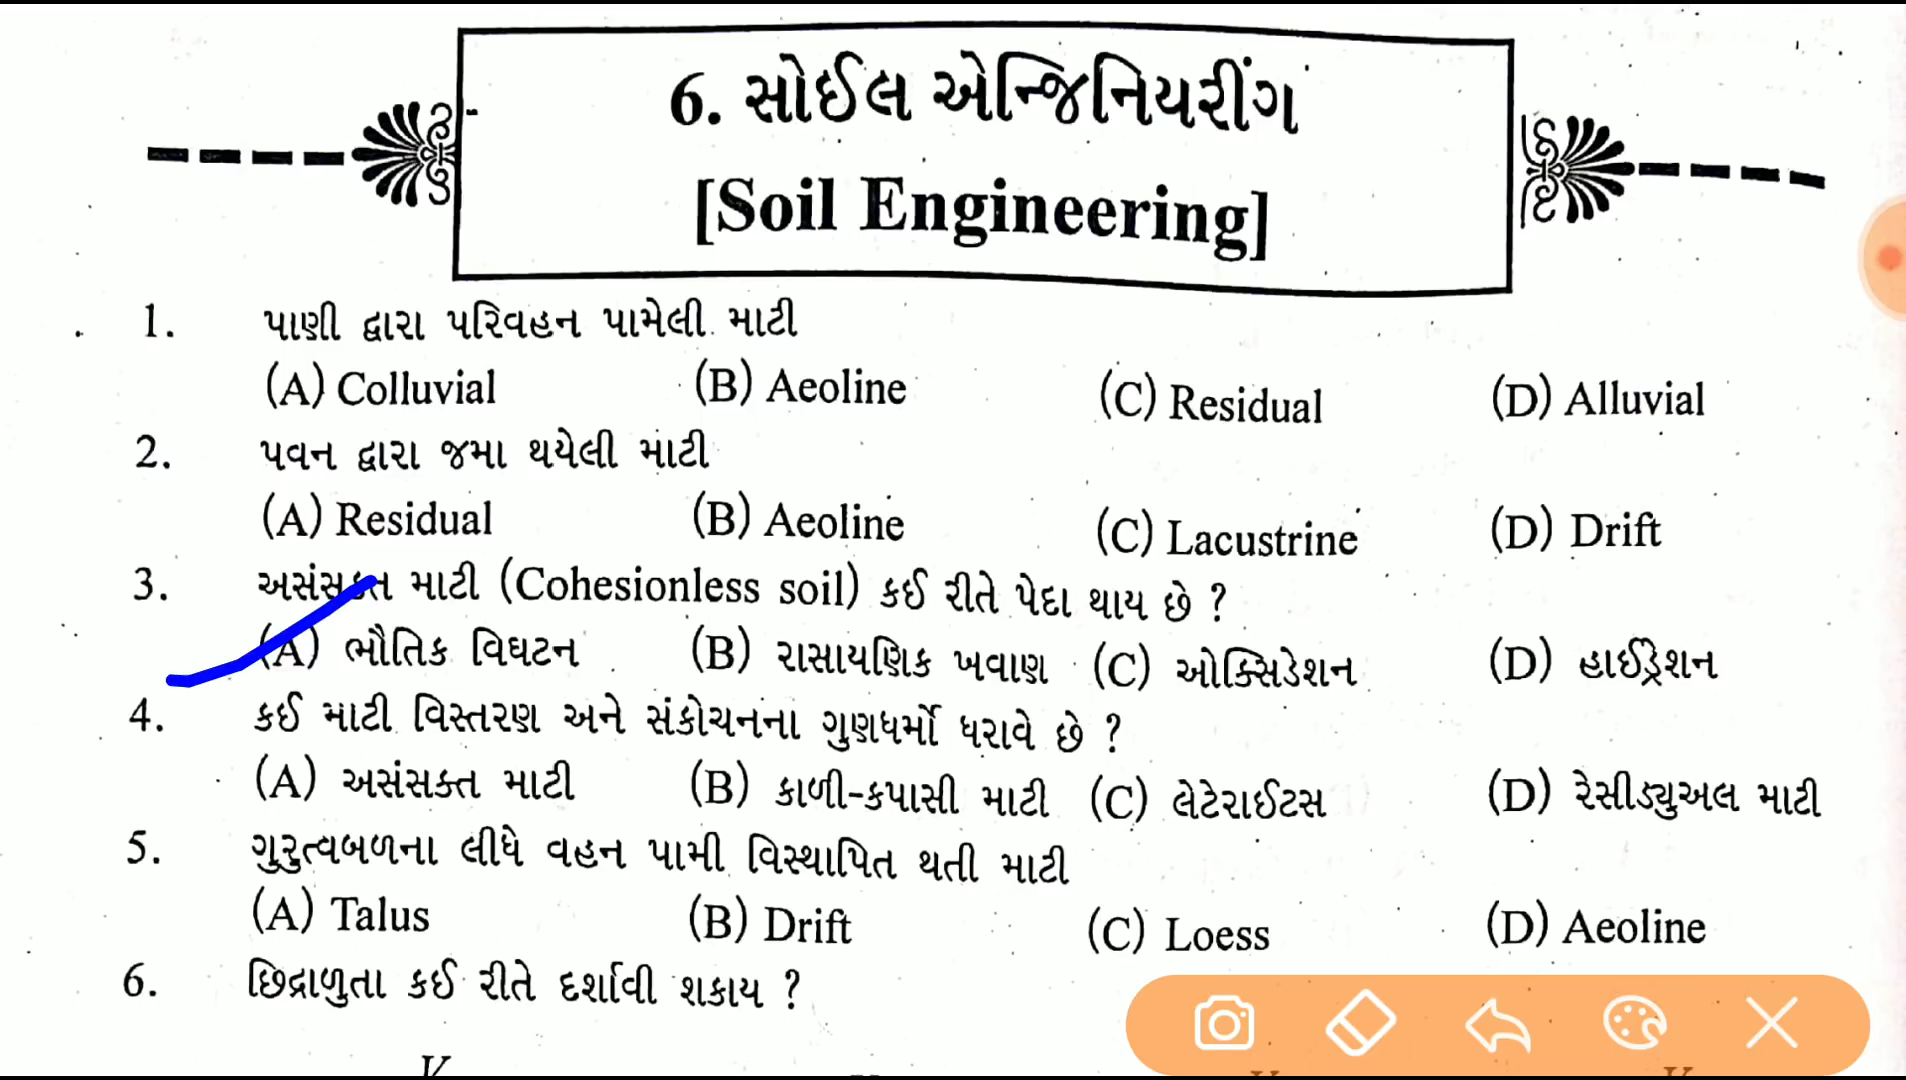 6. સોઈલ એન્જિનિયરીંગ
[Soil Engineering]
1. પાણી દ્વારા પરિવહન પામેલી માટી
(A) Colluvial (B) Aeoline (C) Residual (D) Alluvial
2. પવન દ્વારા જમા થયેલી માટી
(A) Residual (B) Aeoline (C) Lacustrine (D) Drift
3. અસંસક્ત માટી (Cohesionless soil) કઈ રીતે પેદા થાય છે ?
(A) ભૌતિક વિઘટન (B) રાસાયણિક ખવાણ (C) ઓક્સિડેશન (D) હાઈડ્રેશન
4. કઈ માટી વિસ્તરણ અને સંકોચનના ગુણધર્મો ધરાવે છે ?
(A) અસંસક્ત માટી (B) કાળી-કપાસી માટી (C) લેટેરાઈટસ (D) રેસીડ્યુઅલ માટી
5. ગુરુત્વબળના લીધે વહન પામી વિસ્થાપિત થતી માટી
(A) Talus (B) Drift (C) Loess (D) Aeoline
6. છિદ્રાળુતા કઈ રીતે દર્શાવી શકાય ?